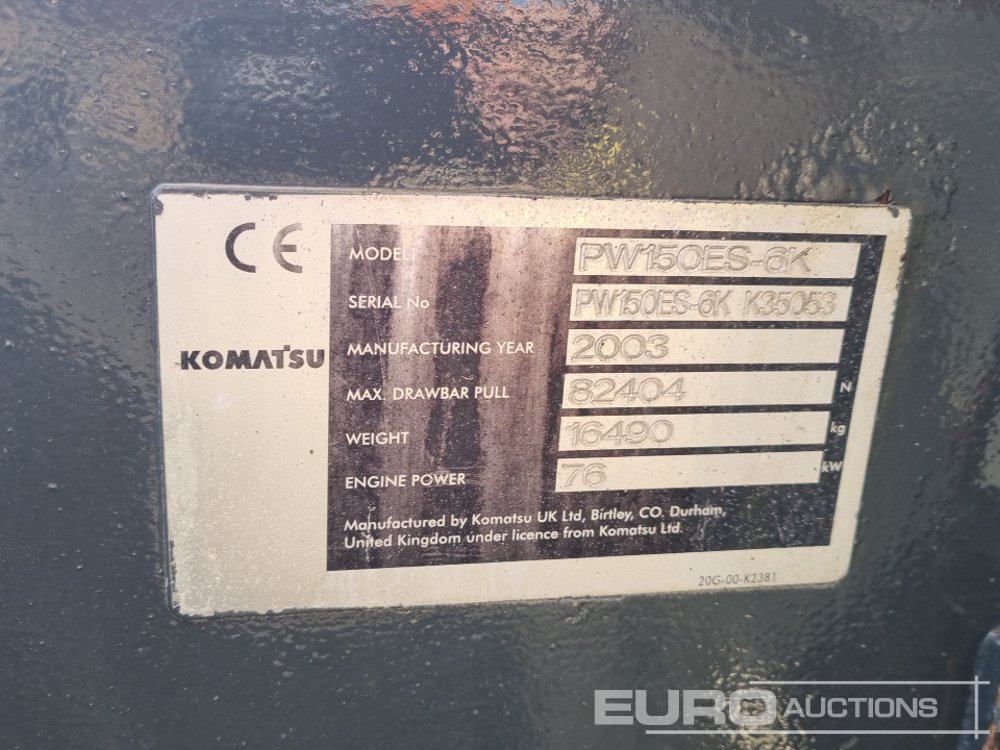 CE
KOMATSU
MODEL PW150ES-6K
SERIAL No PW150ES-6K K35053
MANUFACTURING YEAR 2003
MAX. DRAWBAR PULL 82404 N
WEIGHT 16490 kg
ENGINE POWER 76 kW
Manufactured by Komatsu UK Ltd, Birtley, CO. Durham,
United Kingdom under licence from Komatsu Ltd.
20G-00-K2381
EURO AUCTIONS